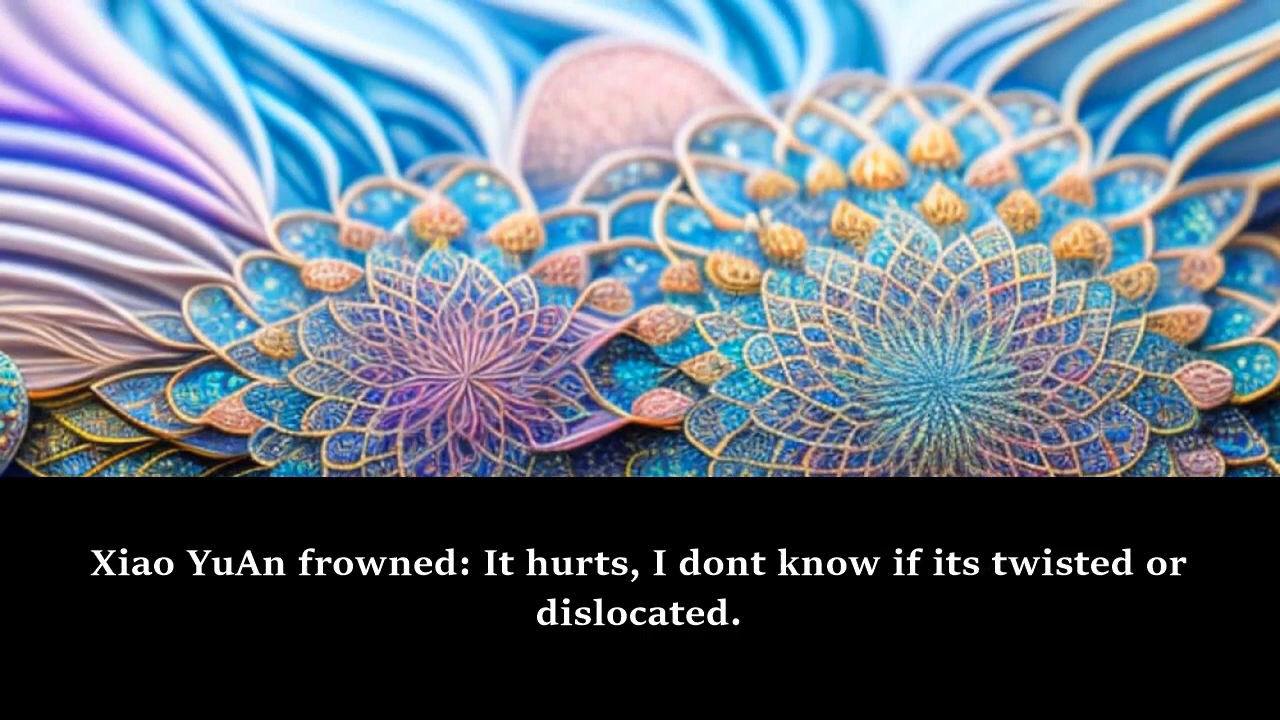 Xiao YuAn frowned: It hurts, I dont know if its twisted or
dislocated.